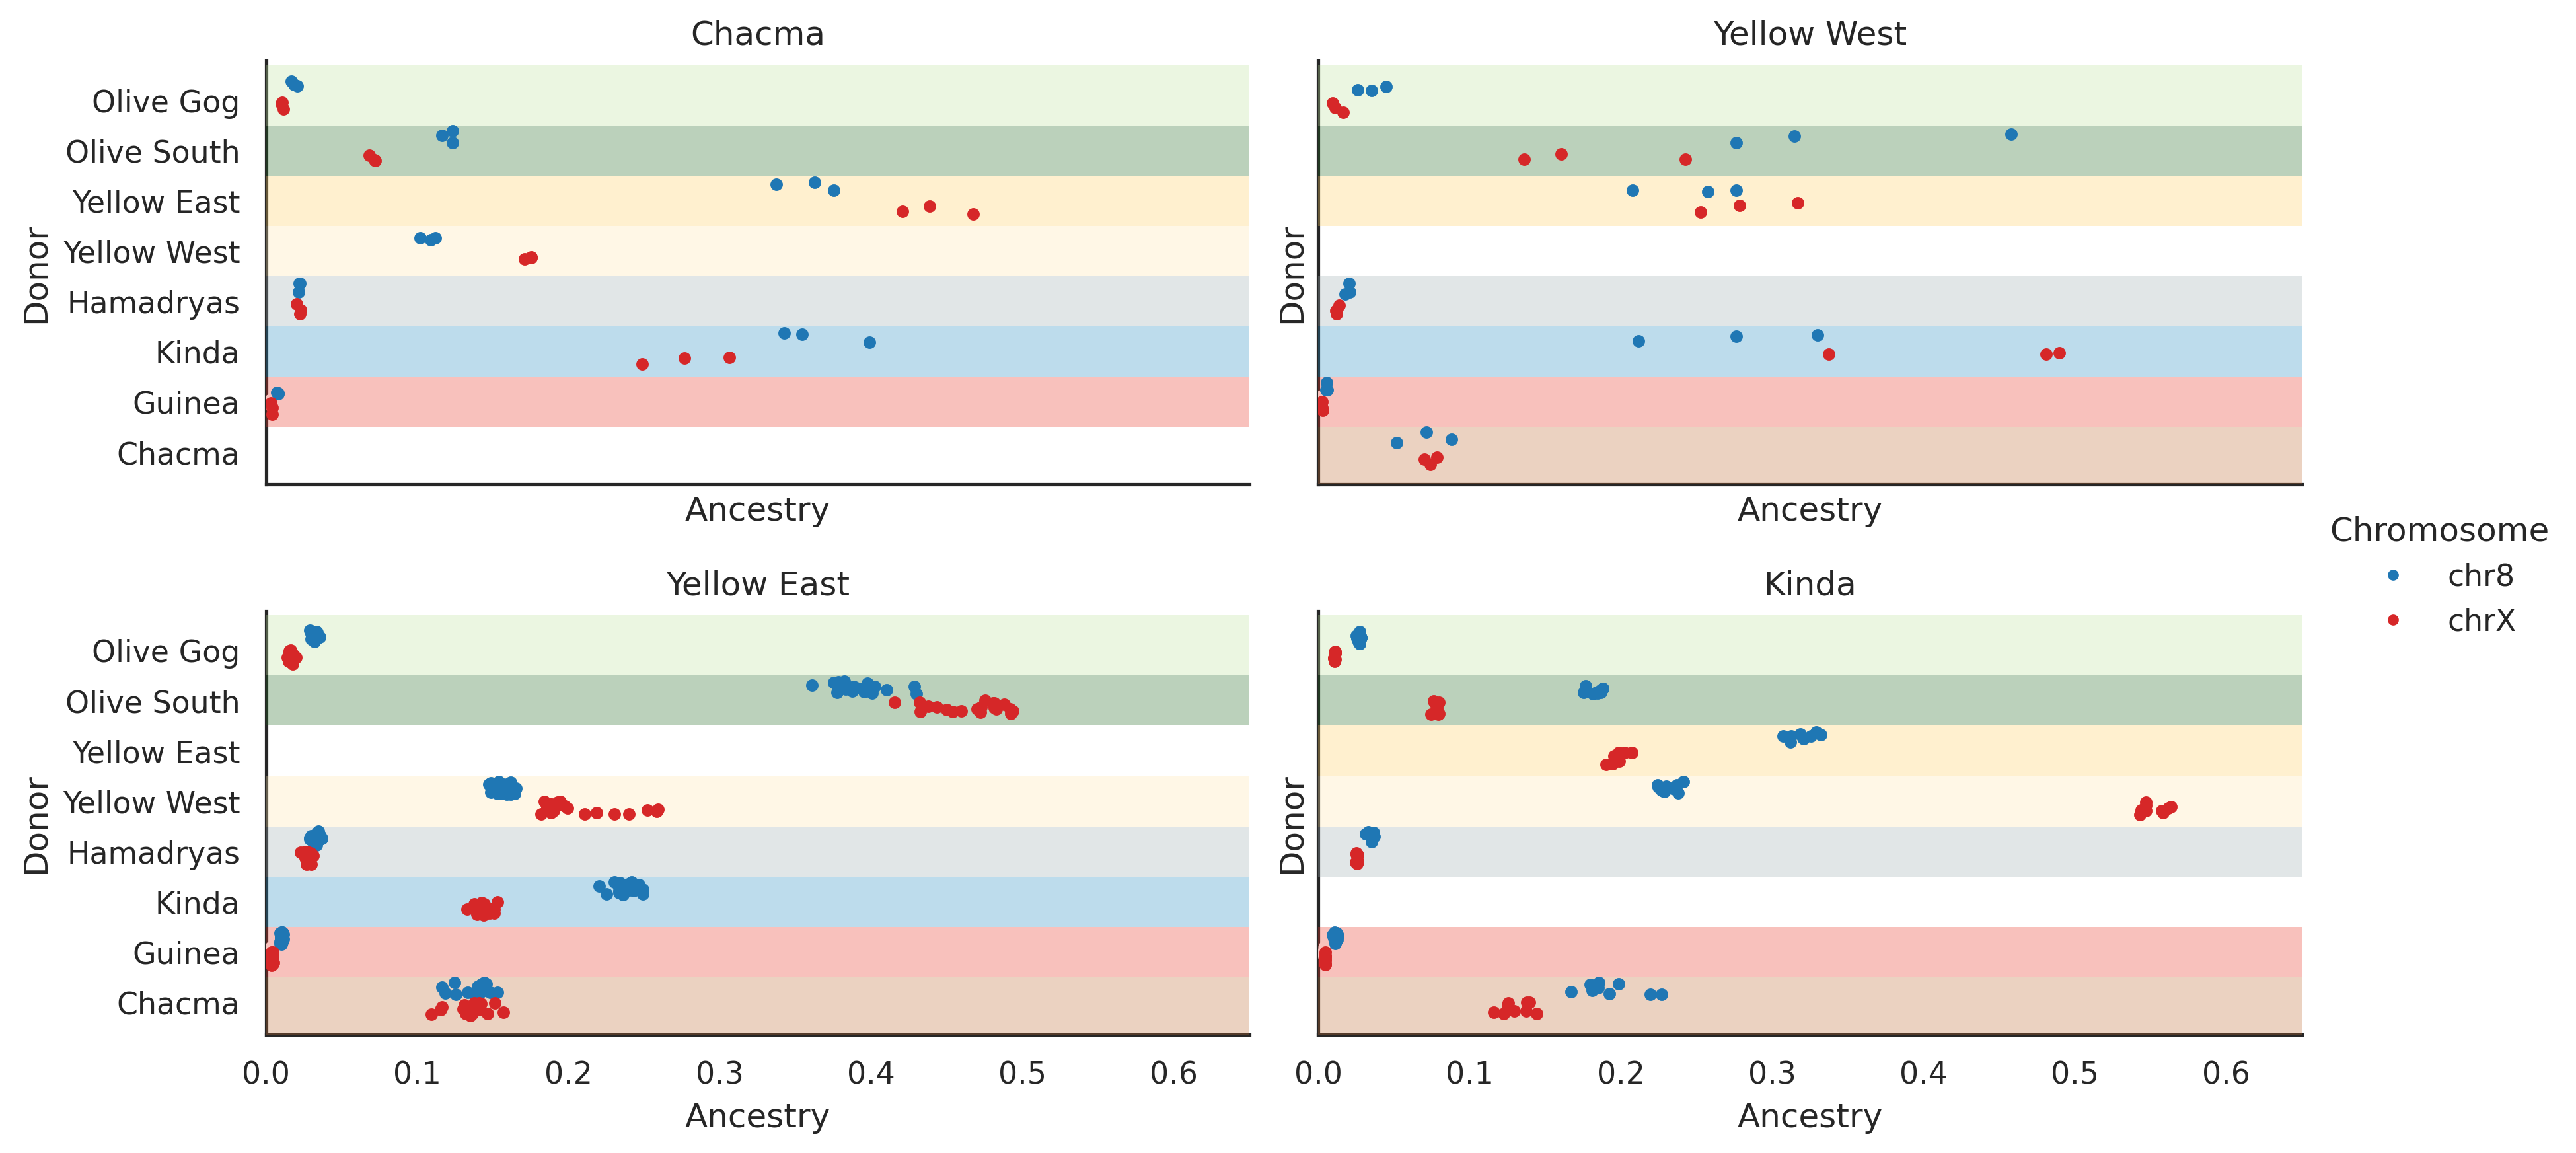 Chacma
Yellow West
Olive Gog
Olive South
Yellow East
Yellow West
Hamadryas
Kinda
Guinea
Chacma
Donor
Donor
Ancestry
Ancestry
Chromosome
chr8
chrX
Yellow East
Kinda
Olive Gog
Olive South
Yellow East
Yellow West
Hamadryas
Kinda
Guinea
Chacma
Donor
Donor
0.0 0.1 0.2 0.3 0.4 0.5 0.6
0.0 0.1 0.2 0.3 0.4 0.5 0.6
Ancestry
Ancestry